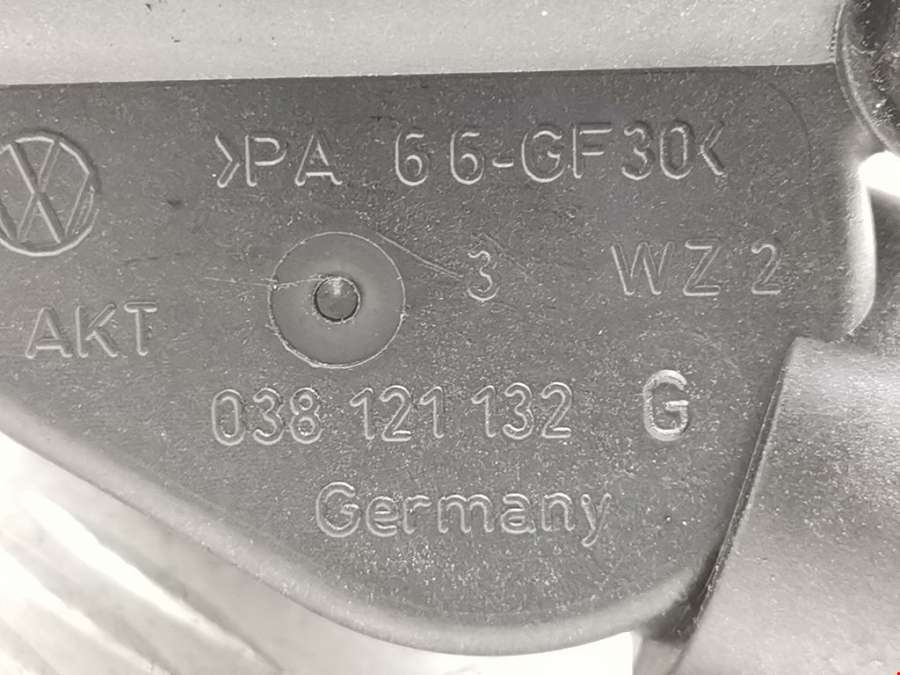 >PA 66-GF30<
3 WZ 2
AKT
038 121 132 G
Germany